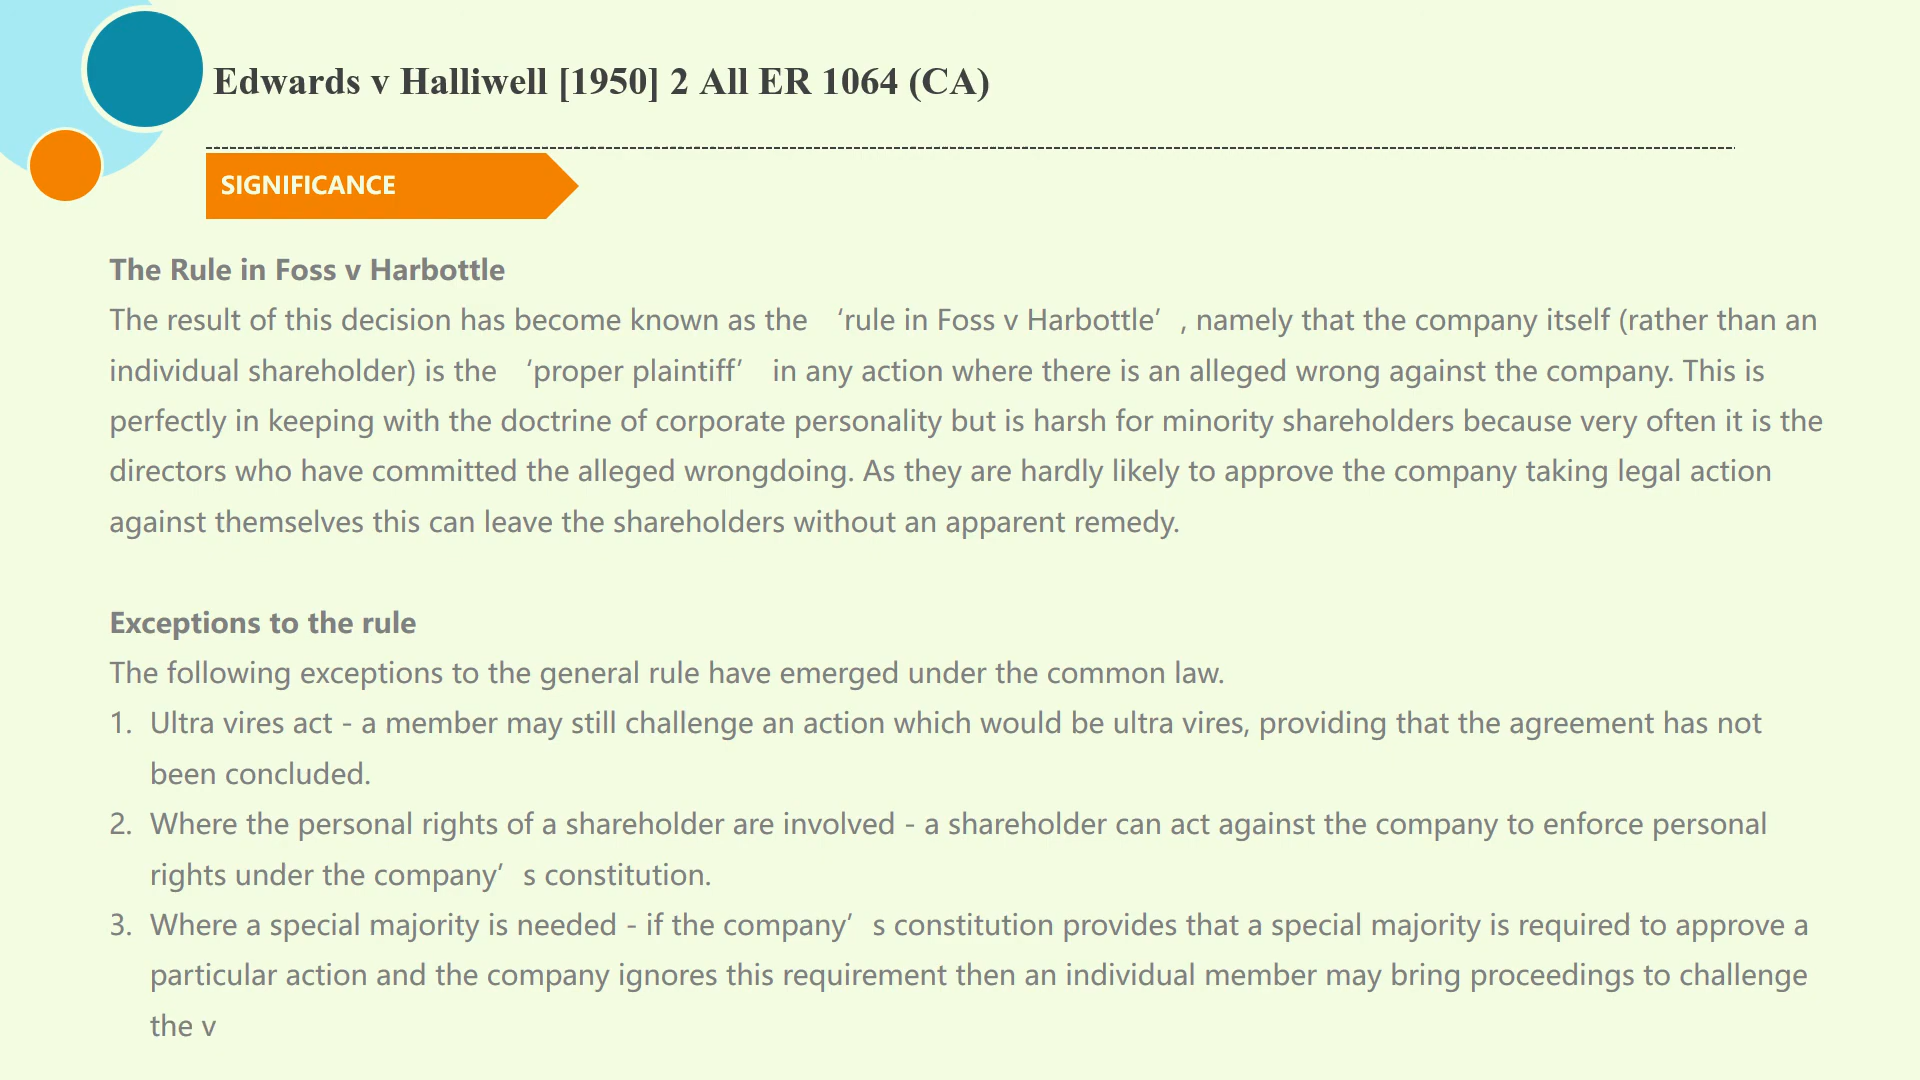 Edwards v Halliwell [1950] 2 All ER 1064 (CA)
SIGNIFICANCE
The Rule in Foss v Harbottle
The result of this decision has become known as the ‘rule in Foss v Harbottle’, namely that the company itself (rather than an
individual shareholder) is the ‘proper plaintiff’ in any action where there is an alleged wrong against the company. This is
perfectly in keeping with the doctrine of corporate personality but is harsh for minority shareholders because very often it is the
directors who have committed the alleged wrongdoing. As they are hardly likely to approve the company taking legal action
against themselves this can leave the shareholders without an apparent remedy.
Exceptions to the rule
The following exceptions to the general rule have emerged under the common law.
1. Ultra vires act - a member may still challenge an action which would be ultra vires, providing that the agreement has not
been concluded.
2. Where the personal rights of a shareholder are involved - a shareholder can act against the company to enforce personal
rights under the company’s constitution.
3. Where a special majority is needed - if the company’s constitution provides that a special majority is required to approve a
particular action and the company ignores this requirement then an individual member may bring proceedings to challenge
the v